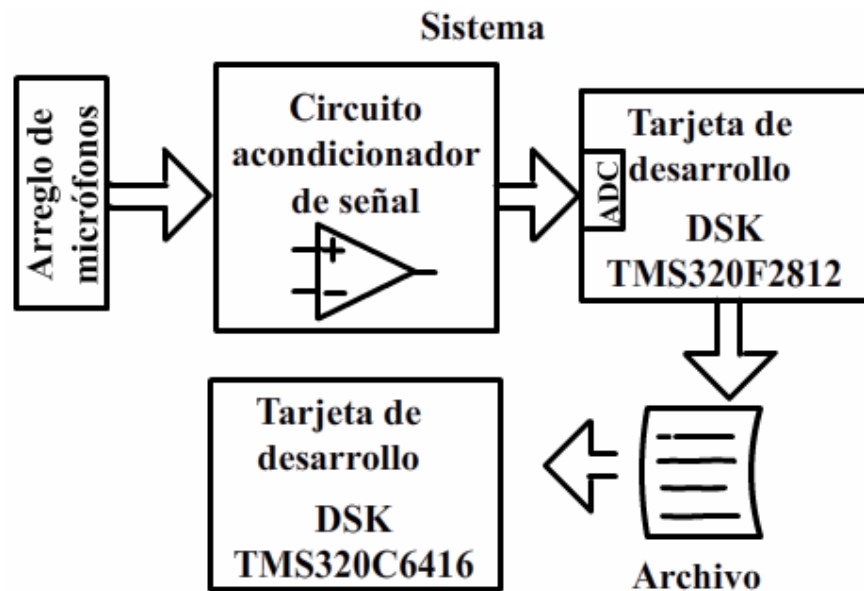 Sistema
Arreglo de
micrófonos
Circuito
acondicionador
de señal
+
−
ADC
Tarjeta de
desarrollo
DSK
TMS320F2812
Tarjeta de
desarrollo
DSK
TMS320C6416
Archivo